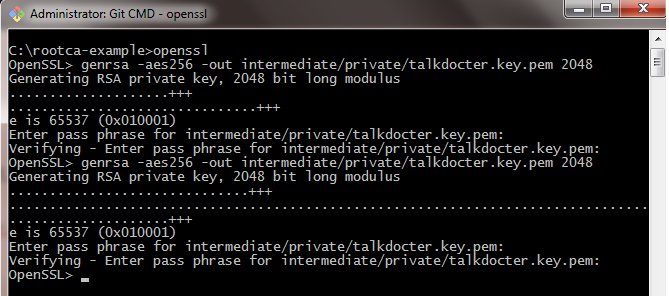 Administrator: Git CMD - openssl
C:\rootca-example>openssl
OpenSSL> genrsa -aes256 -out intermediate/private/talkdocter.key.pem 2048
Generating RSA private key, 2048 bit long modulus
....................+++
...............................+++
e is 65537 (0x010001)
Enter pass phrase for intermediate/private/talkdocter.key.pem:
Verifying - Enter pass phrase for intermediate/private/talkdocter.key.pem:
OpenSSL> genrsa -aes256 -out intermediate/private/talkdocter.key.pem 2048
Generating RSA private key, 2048 bit long modulus
..............................+++
................................................................................
....................+++
e is 65537 (0x010001)
Enter pass phrase for intermediate/private/talkdocter.key.pem:
Verifying - Enter pass phrase for intermediate/private/talkdocter.key.pem:
OpenSSL>